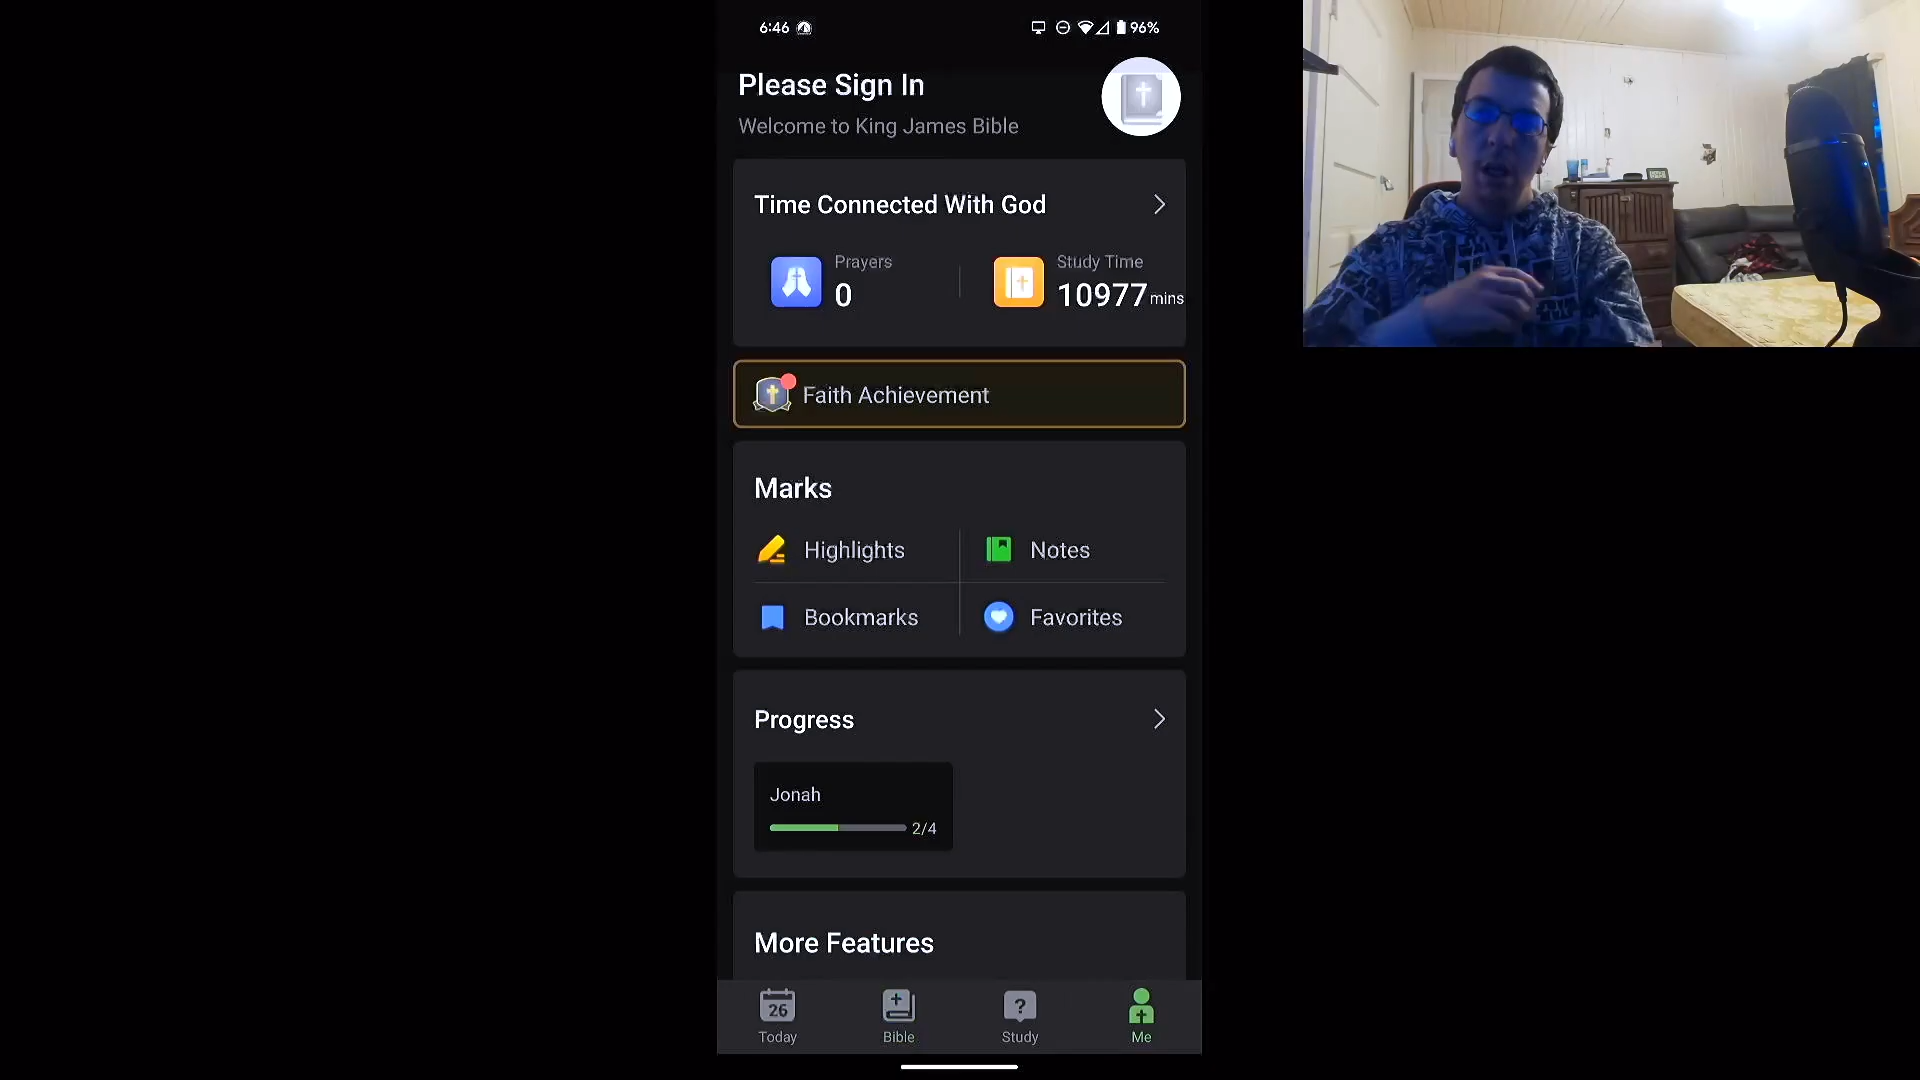 6:46
96%
Please Sign In
Welcome to King James Bible
Time Connected With God
Prayers
0
Study Time
10977 mins
Faith Achievement
Marks
Highlights
Notes
Bookmarks
Favorites
Progress
Jonah
2/4
More Features
26
?
Today
Bible
Study
Me